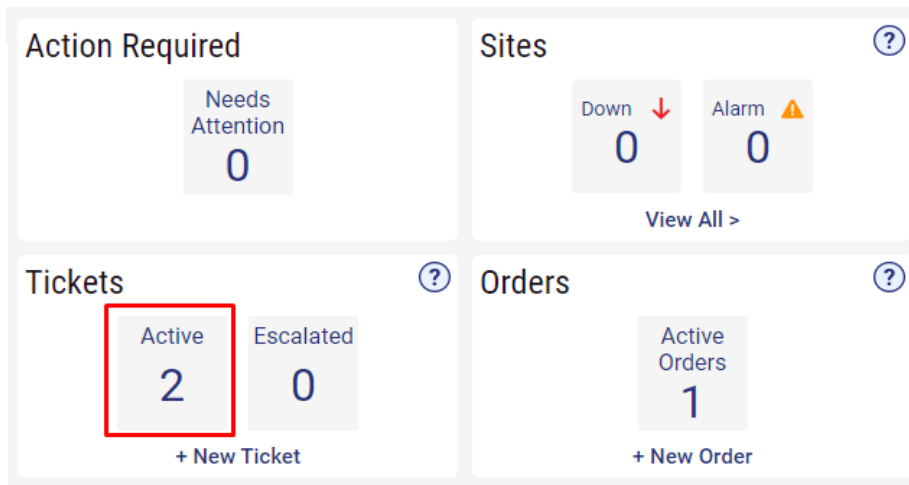 Action Required
Needs
Attention
0
Sites
?
Down
0
Alarm
0
View All >
Tickets
?
Active
2
Escalated
0
+ New Ticket
Orders
?
Active
Orders
1
+ New Order